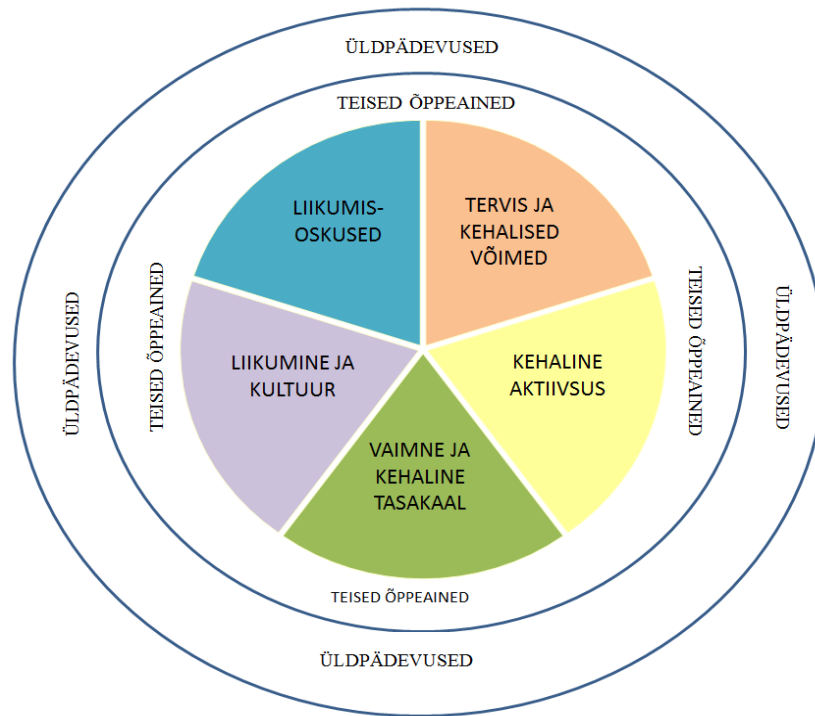 ÜLDPÄDEVUSED
TEISED ÕPPEAINED
LIIKUMIS-
OSKUSED
TERVIS JA
KEHALISED
VÕIMED
ÜLDPÄDEVUSED
TEISED ÕPPEAINED
LIIKUMINE JA
KULTUUR
KEHALINE
AKTIIVSUS
TEISED ÕPPEAINED
ÜLDPÄDEVUSED
VAIMNE JA
KEHALINE
TASAKAAL
TEISED ÕPPEAINED
ÜLDPÄDEVUSED